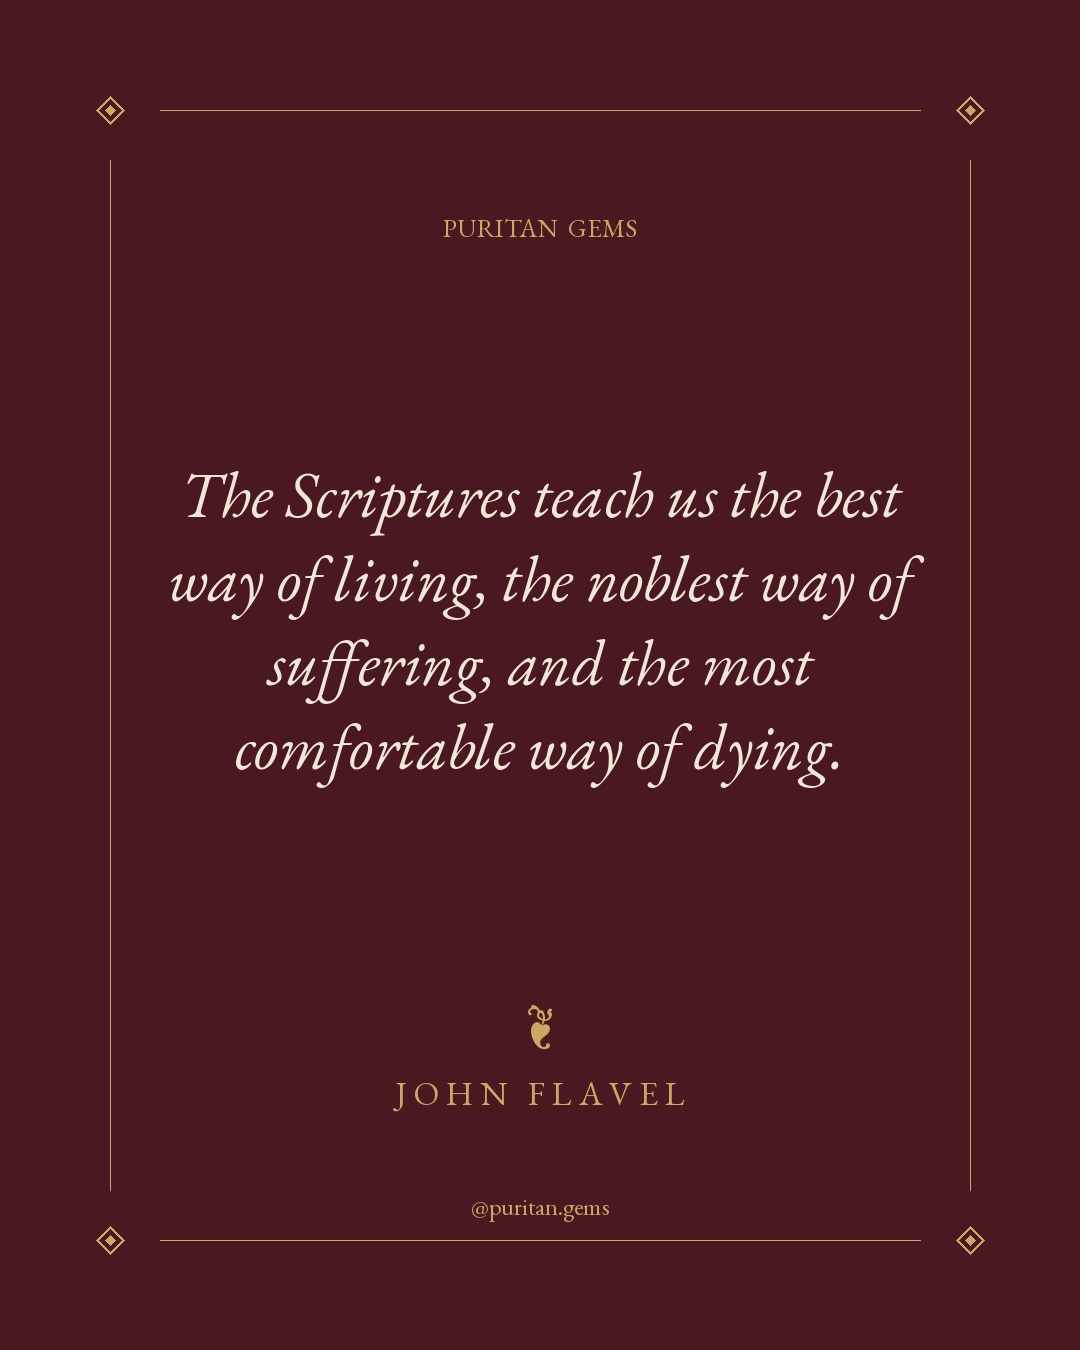 PURITAN GEMS
The Scriptures teach us the best
way of living, the noblest way of
suffering, and the most
comfortable way of dying.
JOHN FLAVEL
@puritan.gems